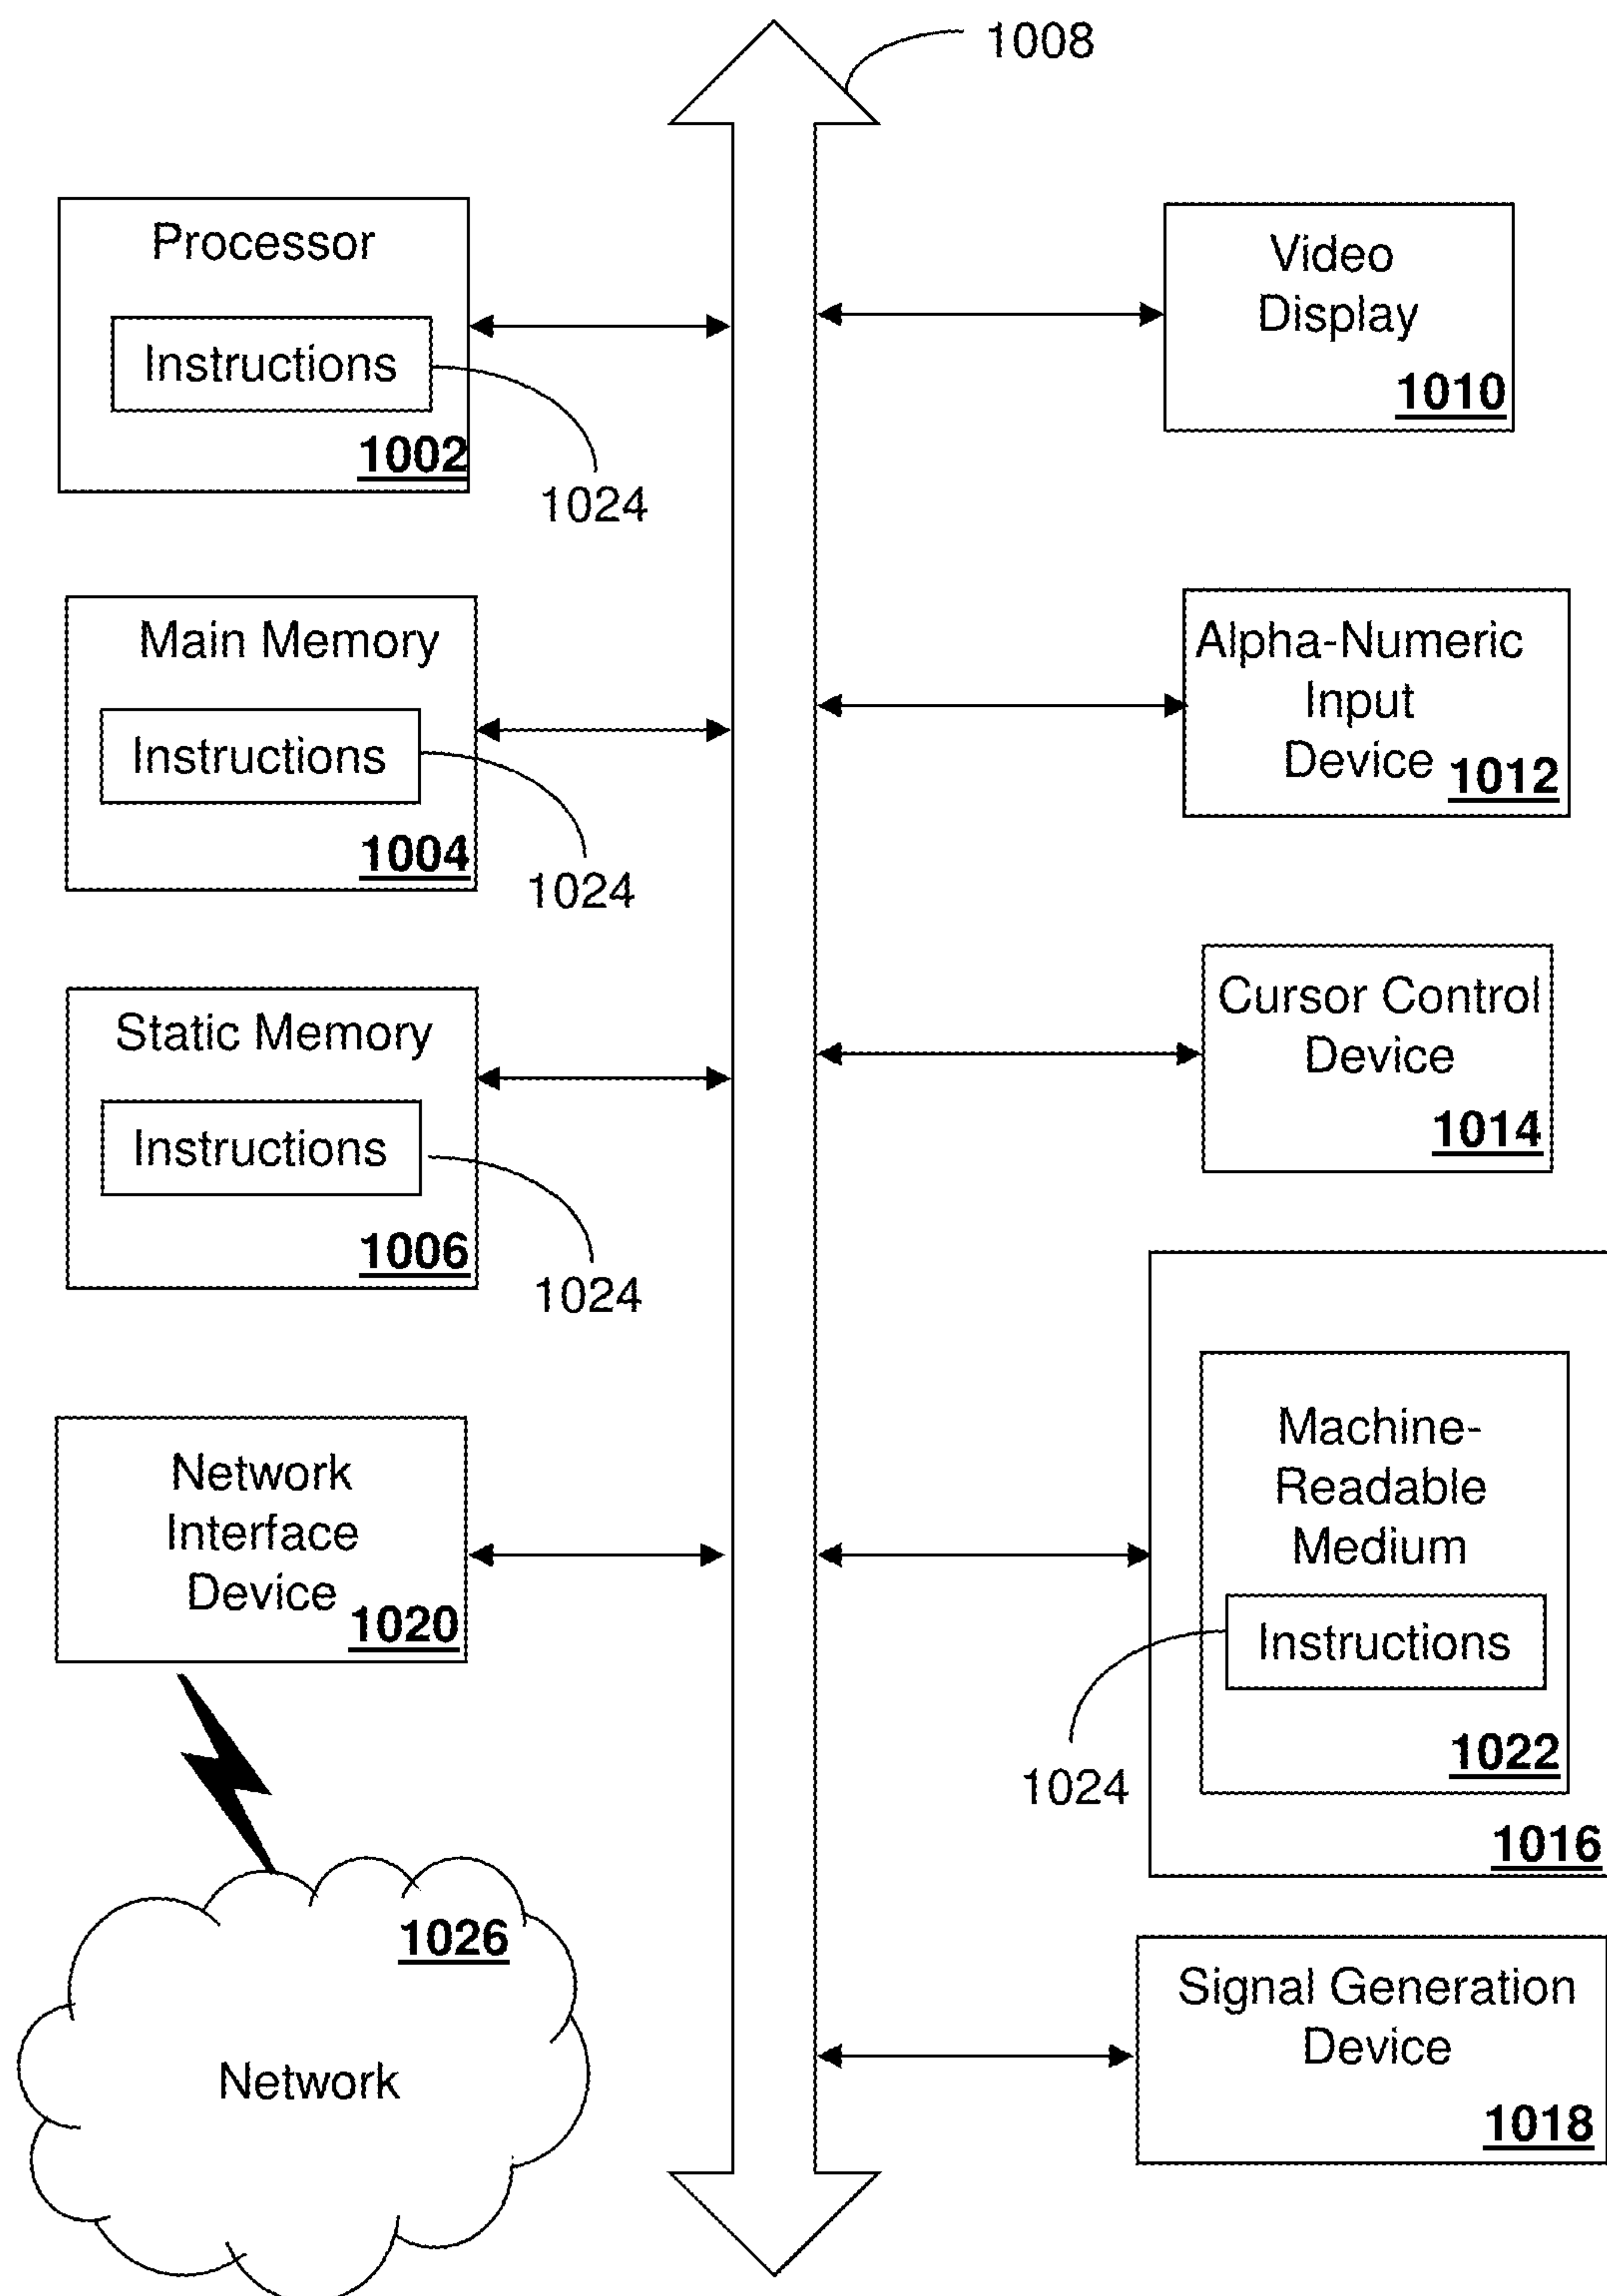 1008
Processor
Instructions
1002
1024
Main Memory
Instructions
1004
1024
Static Memory
Instructions
1006
1024
Network
Interface
Device
1020
1026
Network
Video
Display
1010
Alpha-Numeric
Input
Device
1012
Cursor Control
Device
1014
Machine-
Readable
Medium
Instructions
1022
1024
1016
Signal Generation
Device
1018